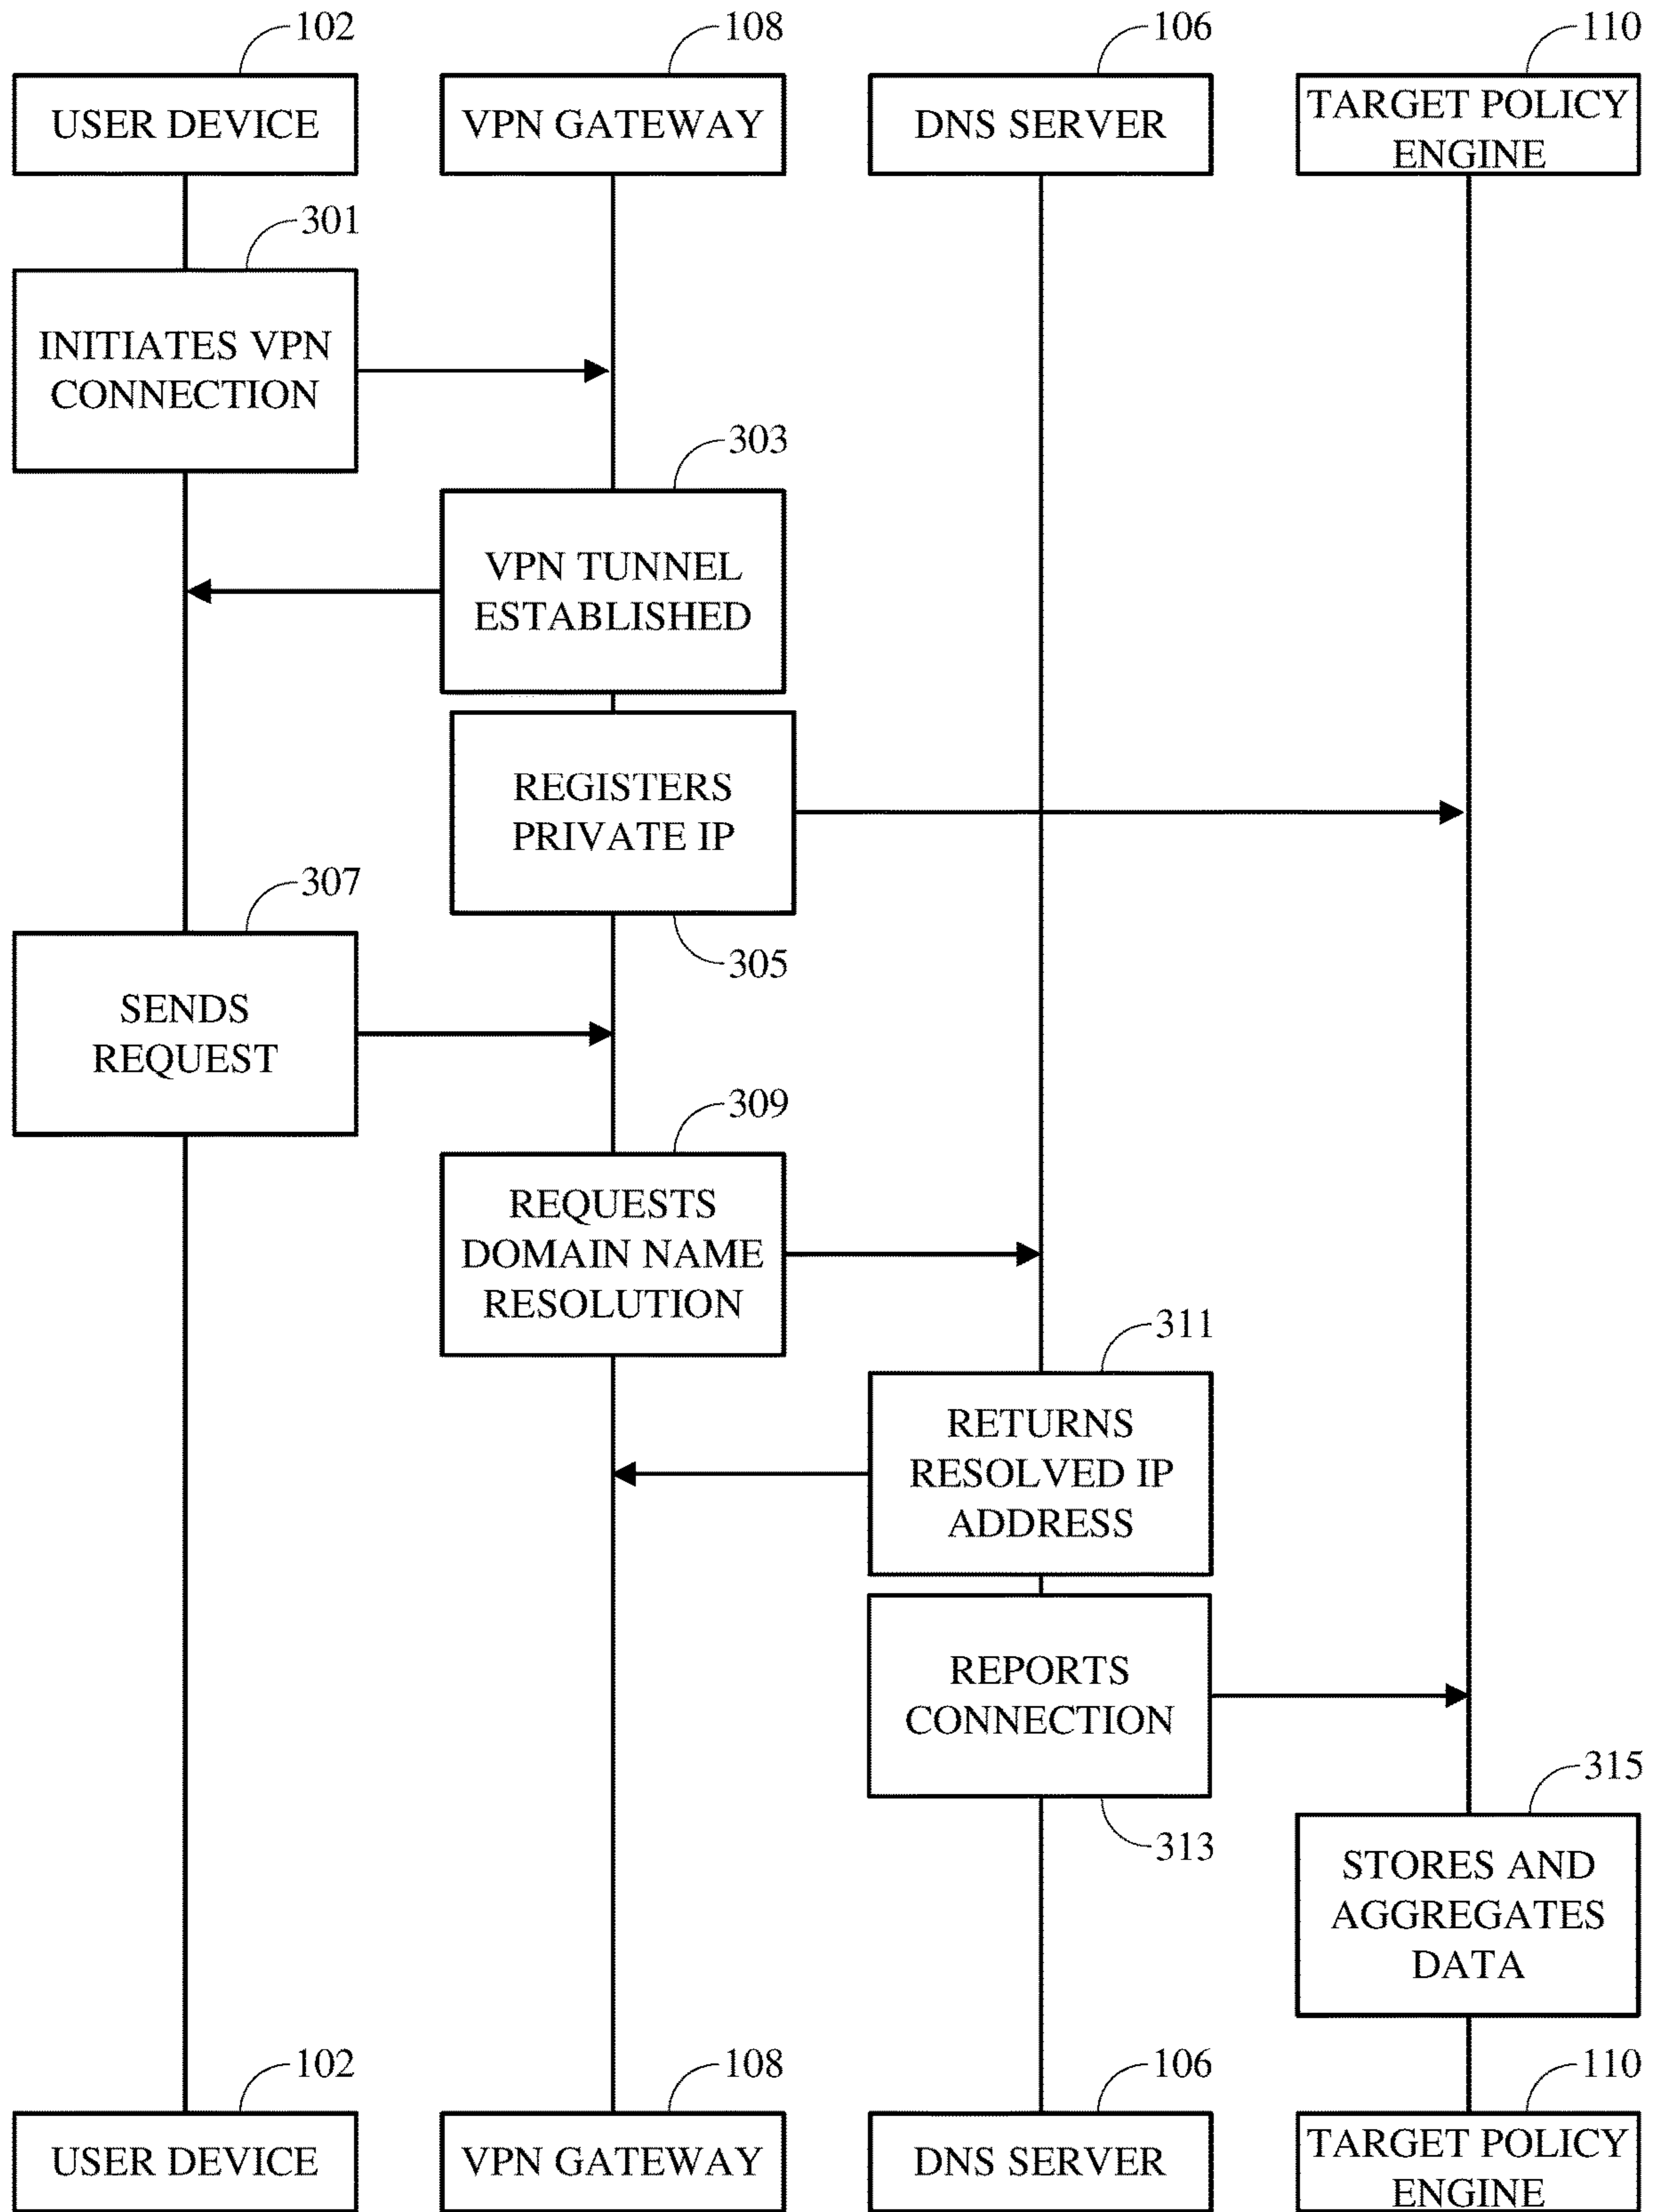 102
108
106
110
USER DEVICE
VPN GATEWAY
DNS SERVER
TARGET POLICY
ENGINE
301
INITIATES VPN
CONNECTION
303
VPN TUNNEL
ESTABLISHED
REGISTERS
PRIVATE IP
305
307
SENDS
REQUEST
309
REQUESTS
DOMAIN NAME
RESOLUTION
311
RETURNS
RESOLVED IP
ADDRESS
REPORTS
CONNECTION
313
315
STORES AND
AGGREGATES
DATA
102
108
106
110
USER DEVICE
VPN GATEWAY
DNS SERVER
TARGET POLICY
ENGINE